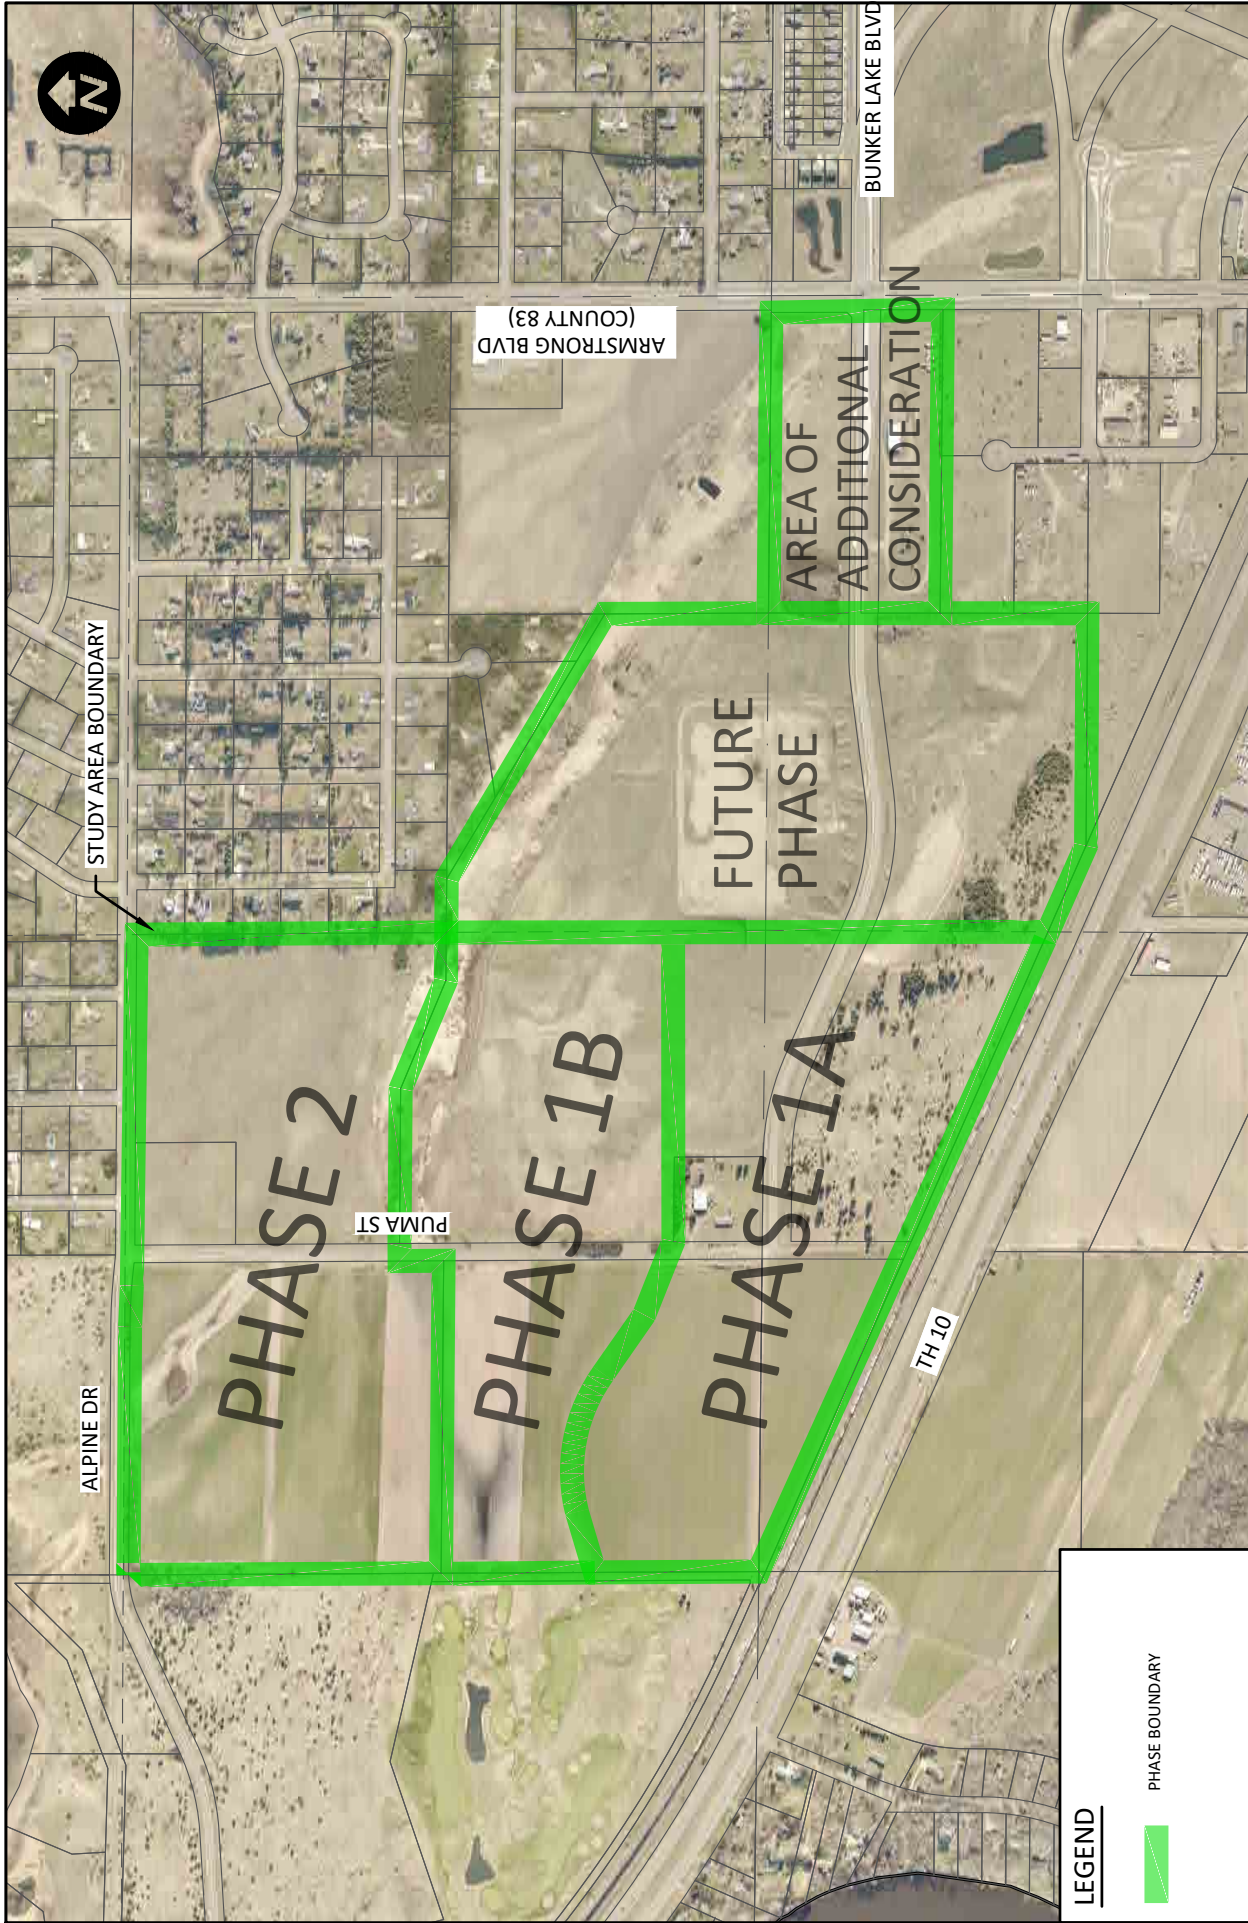 N
ALPINE DR
STUDY AREA BOUNDARY
PHASE 2
PUMA ST
PHASE 1B
PHASE 1A
FUTURE
PHASE
AREA OF
ADDITIONAL
CONSIDERATION
ARMSTRONG BLVD
(COUNTY 83)
BUNKER LAKE BLVD
TH 10
LEGEND
PHASE BOUNDARY